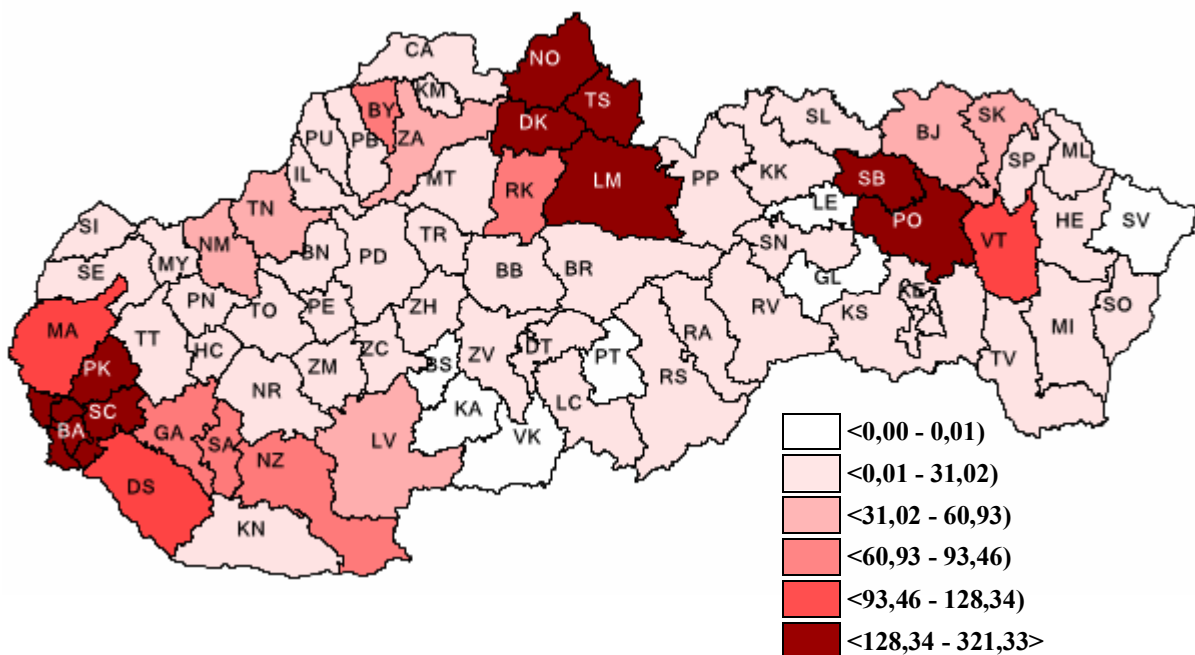 CA
NO
KM
TS
BY
DK
PU
PB
ZA
SL
BJ
SK
SP
ML
IL
MT
RK
LM
PP
KK
SB
LE
HE
SV
TN
SI
NM
BN
TR
PO
VT
SE
MY
PD
BB
BR
SN
GL
PN
TO
PE
ZH
RV
KS
KE
SO
MA
TT
HC
ZM
ZC
BS
ZV
DT
PT
RA
MI
TV
PK
NR
RS
SC
KA
LC
BA
GA
SA
NZ
LV
VK
DS
KN
<0,00 - 0,01)
<0,01 - 31,02)
<31,02 - 60,93)
<60,93 - 93,46)
<93,46 - 128,34)
<128,34 - 321,33>